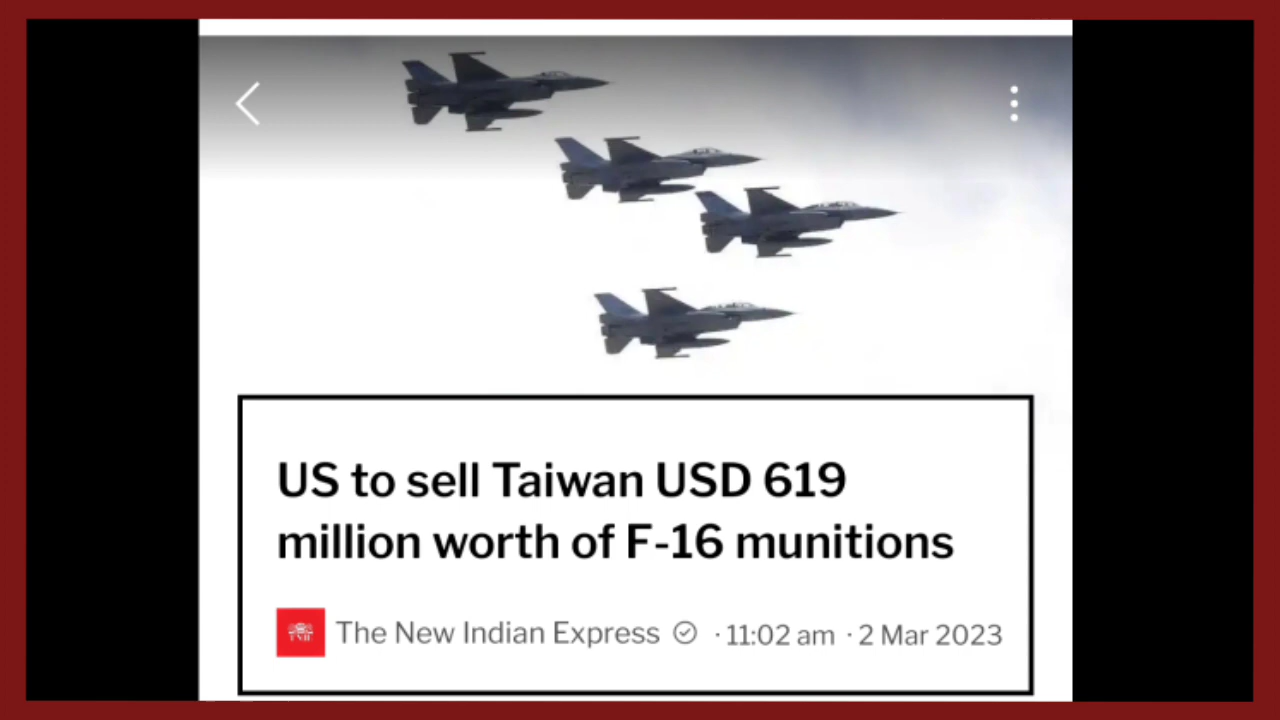 US to sell Taiwan USD 619
million worth of F-16 munitions
The New Indian Express · 11:02 am · 2 Mar 2023